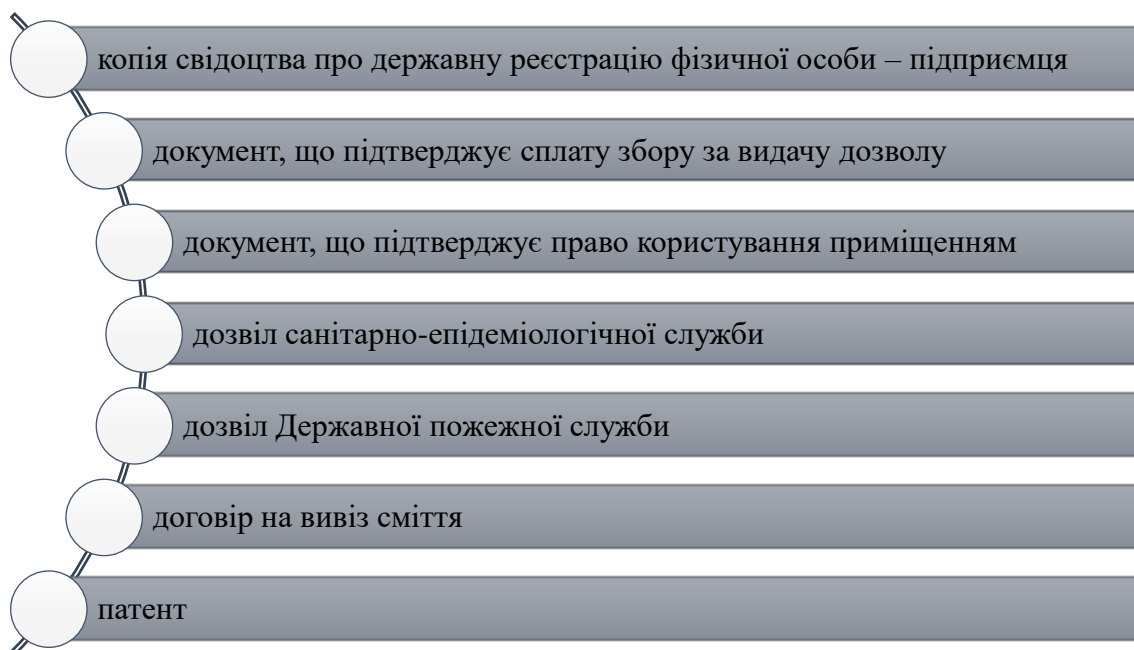 копія свідоцтва про державну реєстрацію фізичної особи – підприємця
документ, що підтверджує сплату збору за видачу дозволу
документ, що підтверджує право користування приміщенням
дозвіл санітарно-епідеміологічної служби
дозвіл Державної пожежної служби
договір на вивіз сміття
патент